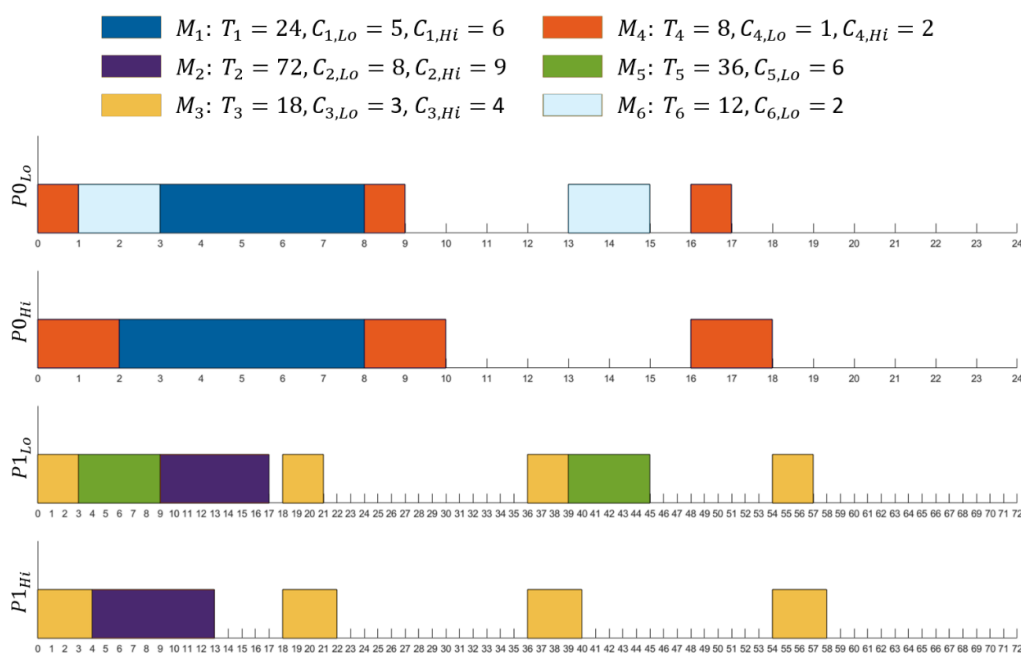 M₁: T₁ = 24, C₁,Lo = 5, C₁,Hi = 6
M₂: T₂ = 72, C₂,Lo = 8, C₂,Hi = 9
M₃: T₃ = 18, C₃,Lo = 3, C₃,Hi = 4
M₄: T₄ = 8, C₄,Lo = 1, C₄,Hi = 2
M₅: T₅ = 36, C₅,Lo = 6
M₆: T₆ = 12, C₆,Lo = 2
P0Lo
0 1 2 3 4 5 6 7 8 9 10 11 12 13 14 15 16 17 18 19 20 21 22 23 24
P0Hi
0 1 2 3 4 5 6 7 8 9 10 11 12 13 14 15 16 17 18 19 20 21 22 23 24
P1Lo
0 1 2 3 4 5 6 7 8 9 10 11 12 13 14 15 16 17 18 19 20 21 22 23 24 25 26 27 28 29 30 31 32 33 34 35 36 37 38 39 40 41 42 43 44 45 46 47 48 49 50 51 52 53 54 55 56 57 58 59 60 61 62 63 64 65 66 67 68 69 70 71 72
P1Hi
0 1 2 3 4 5 6 7 8 9 10 11 12 13 14 15 16 17 18 19 20 21 22 23 24 25 26 27 28 29 30 31 32 33 34 35 36 37 38 39 40 41 42 43 44 45 46 47 48 49 50 51 52 53 54 55 56 57 58 59 60 61 62 63 64 65 66 67 68 69 70 71 72